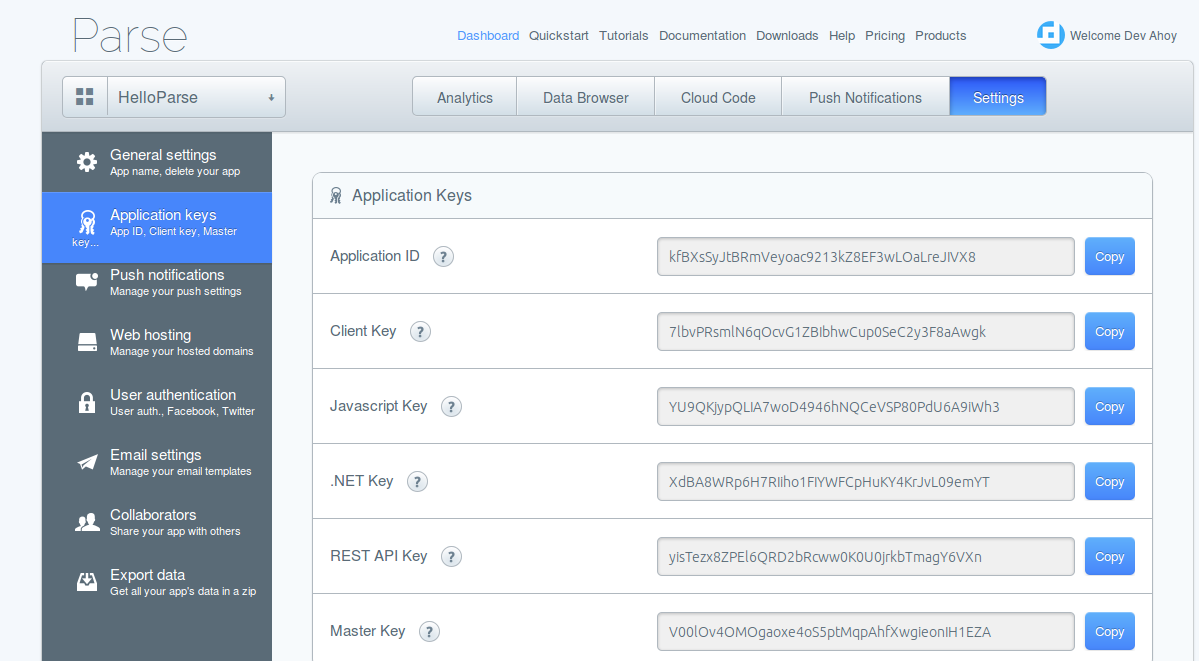 Parse
Dashboard Quickstart Tutorials Documentation Downloads Help Pricing Products
Welcome Dev Ahoy
HelloParse
Analytics Data Browser Cloud Code Push Notifications Settings
General settings
App name, delete your app
Application keys
App ID, Client key, Master
key...
Push notifications
Manage your push settings
Web hosting
Manage your hosted domains
User authentication
User auth., Facebook, Twitter
Email settings
Manage your email templates
Collaborators
Share your app with others
Export data
Get all your app's data in a zip
Application Keys
Application ID ? kfBXsSyJtBRmVeyoac9213kZ8EF3wLOaLreJIVX8 Copy
Client Key ? 7lbvPRsmlN6qOcvG1ZBIbhwCup0SeC2y3F8aAwgk Copy
Javascript Key ? YU9QKjypQLIA7woD4946hNQCeVSP80PdU6A9IWh3 Copy
.NET Key ? XdBA8WRp6H7RIiho1FIYWFCpHuKY4KrJvL09emYT Copy
REST API Key ? yIsTezx8ZPEl6QRD2bRcww0K0U0jrkbTmagY6VXn Copy
Master Key ? V00lOv4OMOgaoxe4oS5ptMqpAhfXwgieonIH1EZA Copy